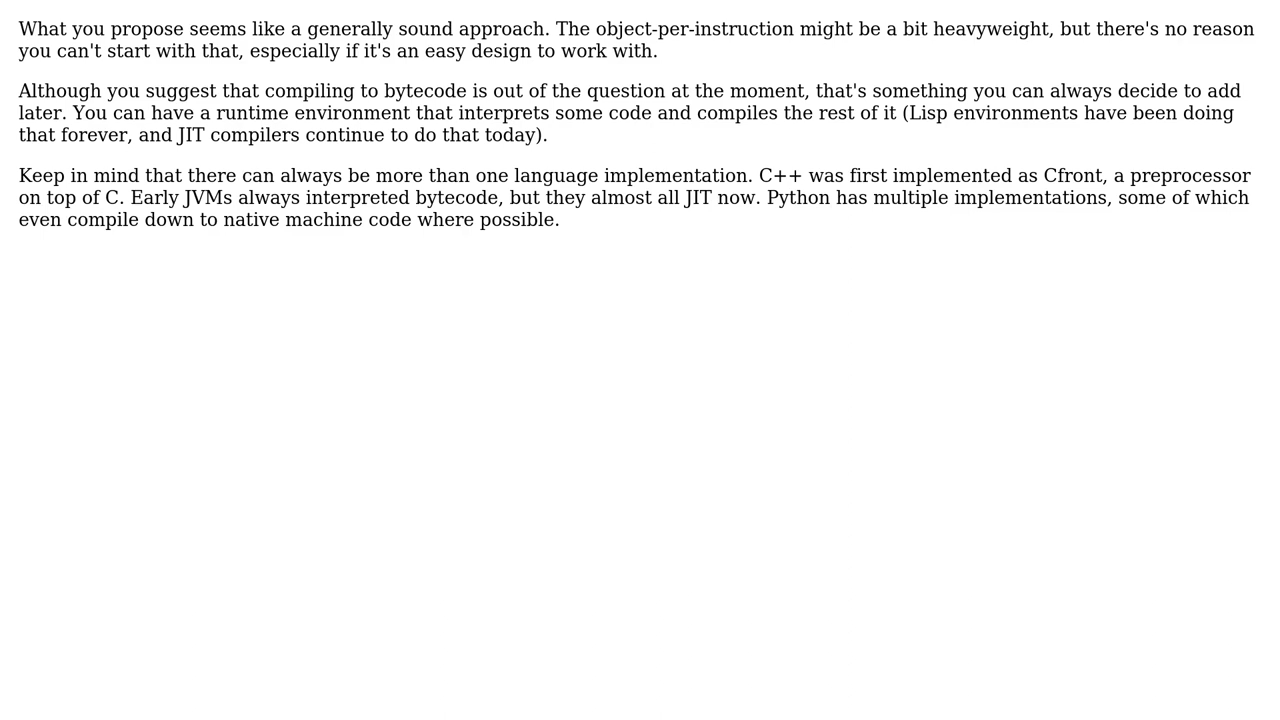 What you propose seems like a generally sound approach. The object-per-instruction might be a bit heavyweight, but there's no reason
you can't start with that, especially if it's an easy design to work with.
Although you suggest that compiling to bytecode is out of the question at the moment, that's something you can always decide to add
later. You can have a runtime environment that interprets some code and compiles the rest of it (Lisp environments have been doing
that forever, and JIT compilers continue to do that today).
Keep in mind that there can always be more than one language implementation. C++ was first implemented as Cfront, a preprocessor
on top of C. Early JVMs always interpreted bytecode, but they almost all JIT now. Python has multiple implementations, some of which
even compile down to native machine code where possible.